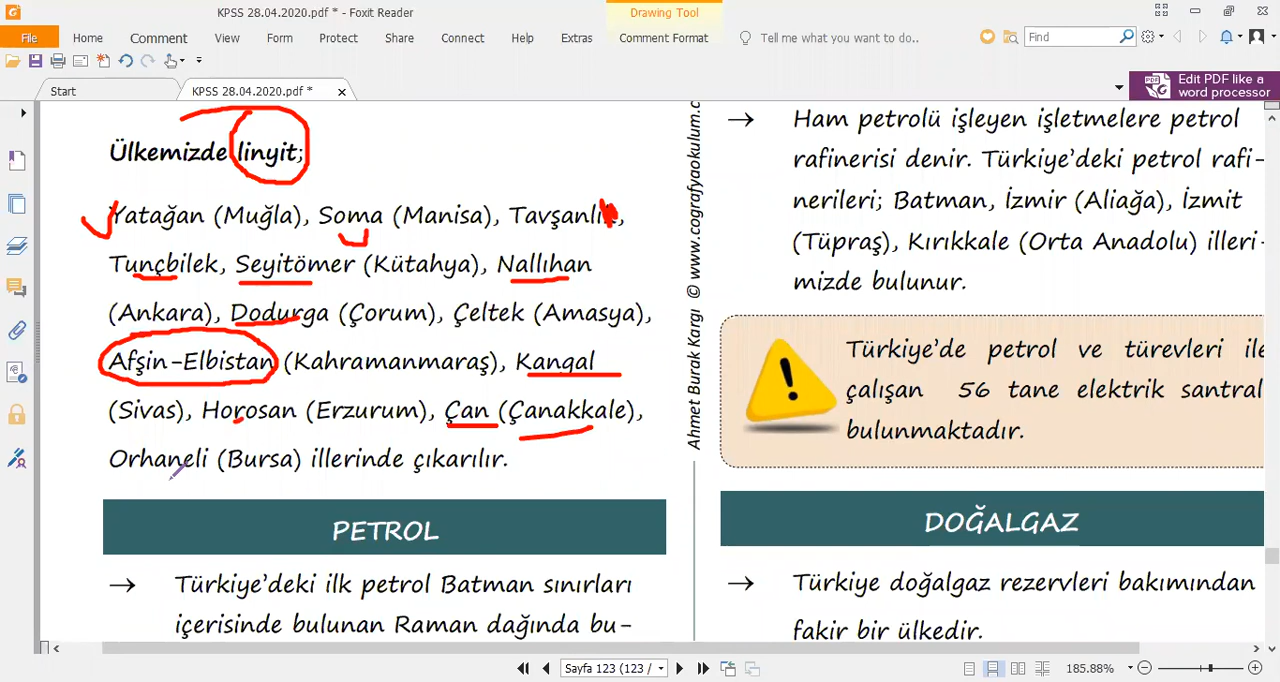 KPSS 28.04.2020.pdf * - Foxit Reader
Drawing Tool
File
Home
Comment
View
Form
Protect
Share
Connect
Help
Extras
Comment Format
Tell me what you want to do..
Find
Start
KPSS 28.04.2020.pdf *
Edit PDF like a
word processor
Ülkemizde linyit;
Yatağan (Muğla), Soma (Manisa), Tavşanlı,
Tunçbilek, Seyitömer (Kütahya), Nallıhan
(Ankara), Dodurga (Çorum), Çeltek (Amasya),
Afşin-Elbistan (Kahramanmaraş), Kangal
(Sivas), Horosan (Erzurum), Çan (Çanakkale),
Orhaneli (Bursa) illerinde çıkarılır.
PETROL
→ Türkiye'deki ilk petrol Batman sınırları
içerisinde bulunan Raman dağında bu-
Ahmet Burak Kargı © www.cografyaokulum.c
→ Ham petrolü işleyen işletmelere petrol
rafinerisi denir. Türkiye'deki petrol rafi-
nerileri; Batman, İzmir (Aliağa), İzmit
(Tüpraş), Kırıkkale (Orta Anadolu) illeri-
mizde bulunur.
Türkiye'de petrol ve türevleri ile
çalışan 56 tane elektrik santral
bulunmaktadır.
DOĞALGAZ
→ Türkiye doğalgaz rezervleri bakımından
fakir bir ülkedir.
Sayfa 123 (123 /
185.88%